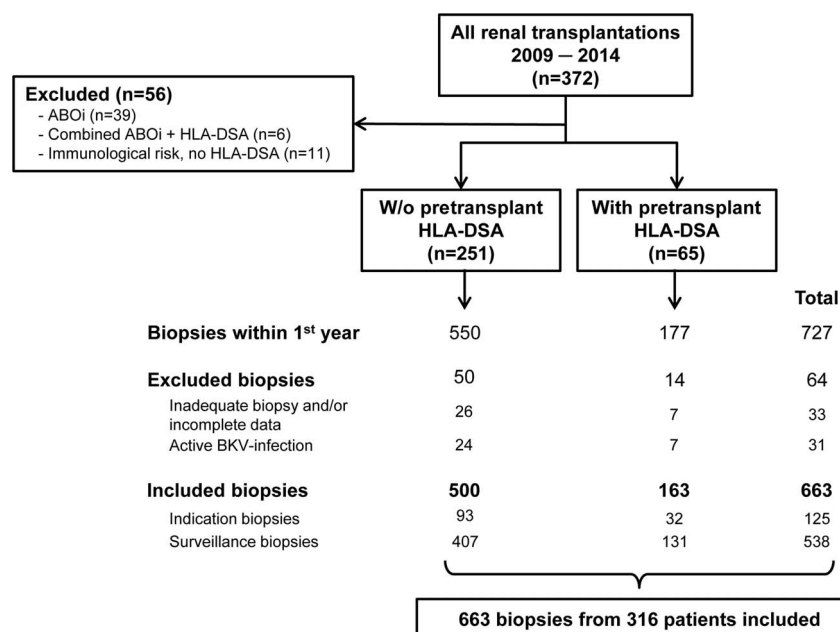 All renal transplantations
2009 – 2014
(n=372)
Excluded (n=56)
- ABOi (n=39)
- Combined ABOi + HLA-DSA (n=6)
- Immunological risk, no HLA-DSA (n=11)
W/o pretransplant
HLA-DSA
(n=251)
With pretransplant
HLA-DSA
(n=65)
Total
Biopsies within 1st year 550 177 727
Excluded biopsies 50 14 64
Inadequate biopsy and/or
incomplete data 26 7 33
Active BKV-infection 24 7 31
Included biopsies 500 163 663
Indication biopsies 93 32 125
Surveillance biopsies 407 131 538
663 biopsies from 316 patients included